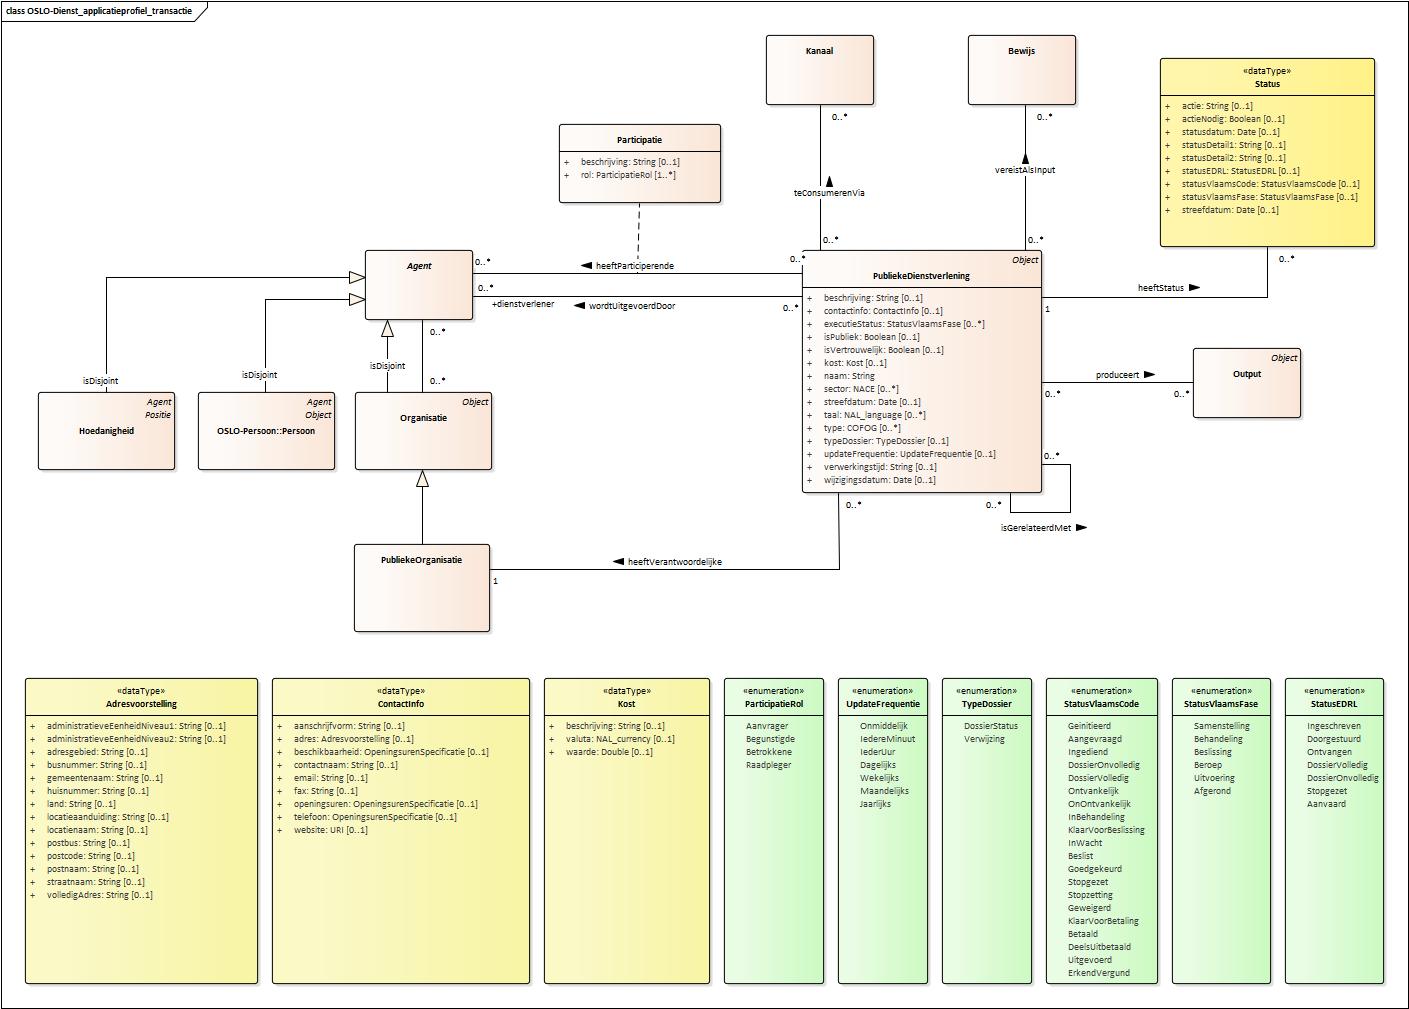 class OSLO-Dienst_applicatieprofiel_transactie
Kanaal
Bewijs
«dataType»
Status
+ actie: String [0..1]
+ actieNodig: Boolean [0..1]
+ statusdatum: Date [0..1]
+ statusDetail1: String [0..1]
+ statusDetail2: String [0..1]
+ statusEDRL: StatusEDRL [0..1]
+ statusVlaamsCode: StatusVlaamsCode [0..1]
+ statusVlaamsFase: StatusVlaamsFase [0..1]
+ streefdatum: Date [0..1]
0..*
0..*
Participatie
+ beschrijving: String [0..1]
+ rol: ParticipatieRol [1..*]
teConsumerenVia
vereistAlsInput
0..*
0..*
Agent
0..*
heeftParticiperende
0..*
0..*
+dienstverlener
wordtUitgevoerdDoor
0..*
Object
PubliekeDienstverlening
+ beschrijving: String [0..1]
+ contactinfo: ContactInfo [0..1]
+ executieStatus: StatusVlaamsFase [0..*]
+ isPubliek: Boolean [0..1]
+ isVertrouwelijk: Boolean [0..1]
+ kost: Kost [0..1]
+ naam: String
+ sector: NACE [0..*]
+ streefdatum: Date [0..1]
+ taal: NAL_language [0..*]
+ type: COFOG [0..*]
+ typeDossier: TypeDossier [0..1]
+ updateFrequentie: UpdateFrequentie [0..1]
+ verwerkingstijd: String [0..1]
+ wijzigingsdatum: Date [0..1]
0..*
heeftStatus
1
0..*
isDisjoint
isDisjoint
isDisjoint
0..*
Object
Output
produceert
0..*
0..*
Agent
Positie
Hoedanigheid
Agent
Object
OSLO-Persoon::Persoon
Object
Organisatie
0..*
0..*
0..*
isGerelateerdMet
PubliekeOrganisatie
heeftVerantwoordelijke
1
«dataType»
Adresvoorstelling
+ administratieveEenheidNiveau1: String [0..1]
+ administratieveEenheidNiveau2: String [0..1]
+ adresgebied: String [0..1]
+ busnummer: String [0..1]
+ gemeentenaam: String [0..1]
+ huisnummer: String [0..1]
+ land: String [0..1]
+ locatieaanduiding: String [0..1]
+ locatienaam: String [0..1]
+ postbus: String [0..1]
+ postcode: String [0..1]
+ postnaam: String [0..1]
+ straatnaam: String [0..1]
+ volledigAdres: String [0..1]
«dataType»
ContactInfo
+ aanschrijfvorm: String [0..1]
+ adres: Adresvoorstelling [0..1]
+ beschikbaarheid: OpeningsurenSpecificatie [0..1]
+ contactnaam: String [0..1]
+ email: String [0..1]
+ fax: String [0..1]
+ openingsuren: OpeningsurenSpecificatie [0..1]
+ telefoon: OpeningsurenSpecificatie [0..1]
+ website: URI [0..1]
«dataType»
Kost
+ beschrijving: String [0..1]
+ valuta: NAL_currency [0..1]
+ waarde: Double [0..1]
«enumeration»
ParticipatieRol
Aanvrager
Begunstigde
Betrokkene
Raadpleger
«enumeration»
UpdateFrequentie
Onmiddelijk
IedereMinuut
IederUur
Dagelijks
Wekelijks
Maandelijks
Jaarlijks
«enumeration»
TypeDossier
DossierStatus
Verwijzing
«enumeration»
StatusVlaamsCode
Geinitieerd
Aangevraagd
Ingediend
DossierOnvolledig
DossierVolledig
Ontvankelijk
OnOntvankelijk
InBehandeling
KlaarVoorBeslissing
InWacht
Beslist
Goedgekeurd
Stopgezet
Stopzetting
Geweigerd
KlaarVoorBetaling
Betaald
DeelsUitbetaald
Uitgevoerd
ErkendVergund
«enumeration»
StatusVlaamsFase
Samenstelling
Behandeling
Beslissing
Beroep
Uitvoering
Afgerond
«enumeration»
StatusEDRL
Ingeschreven
Doorgestuurd
Ontvangen
DossierVolledig
DossierOnvolledig
Stopgezet
Aanvaard